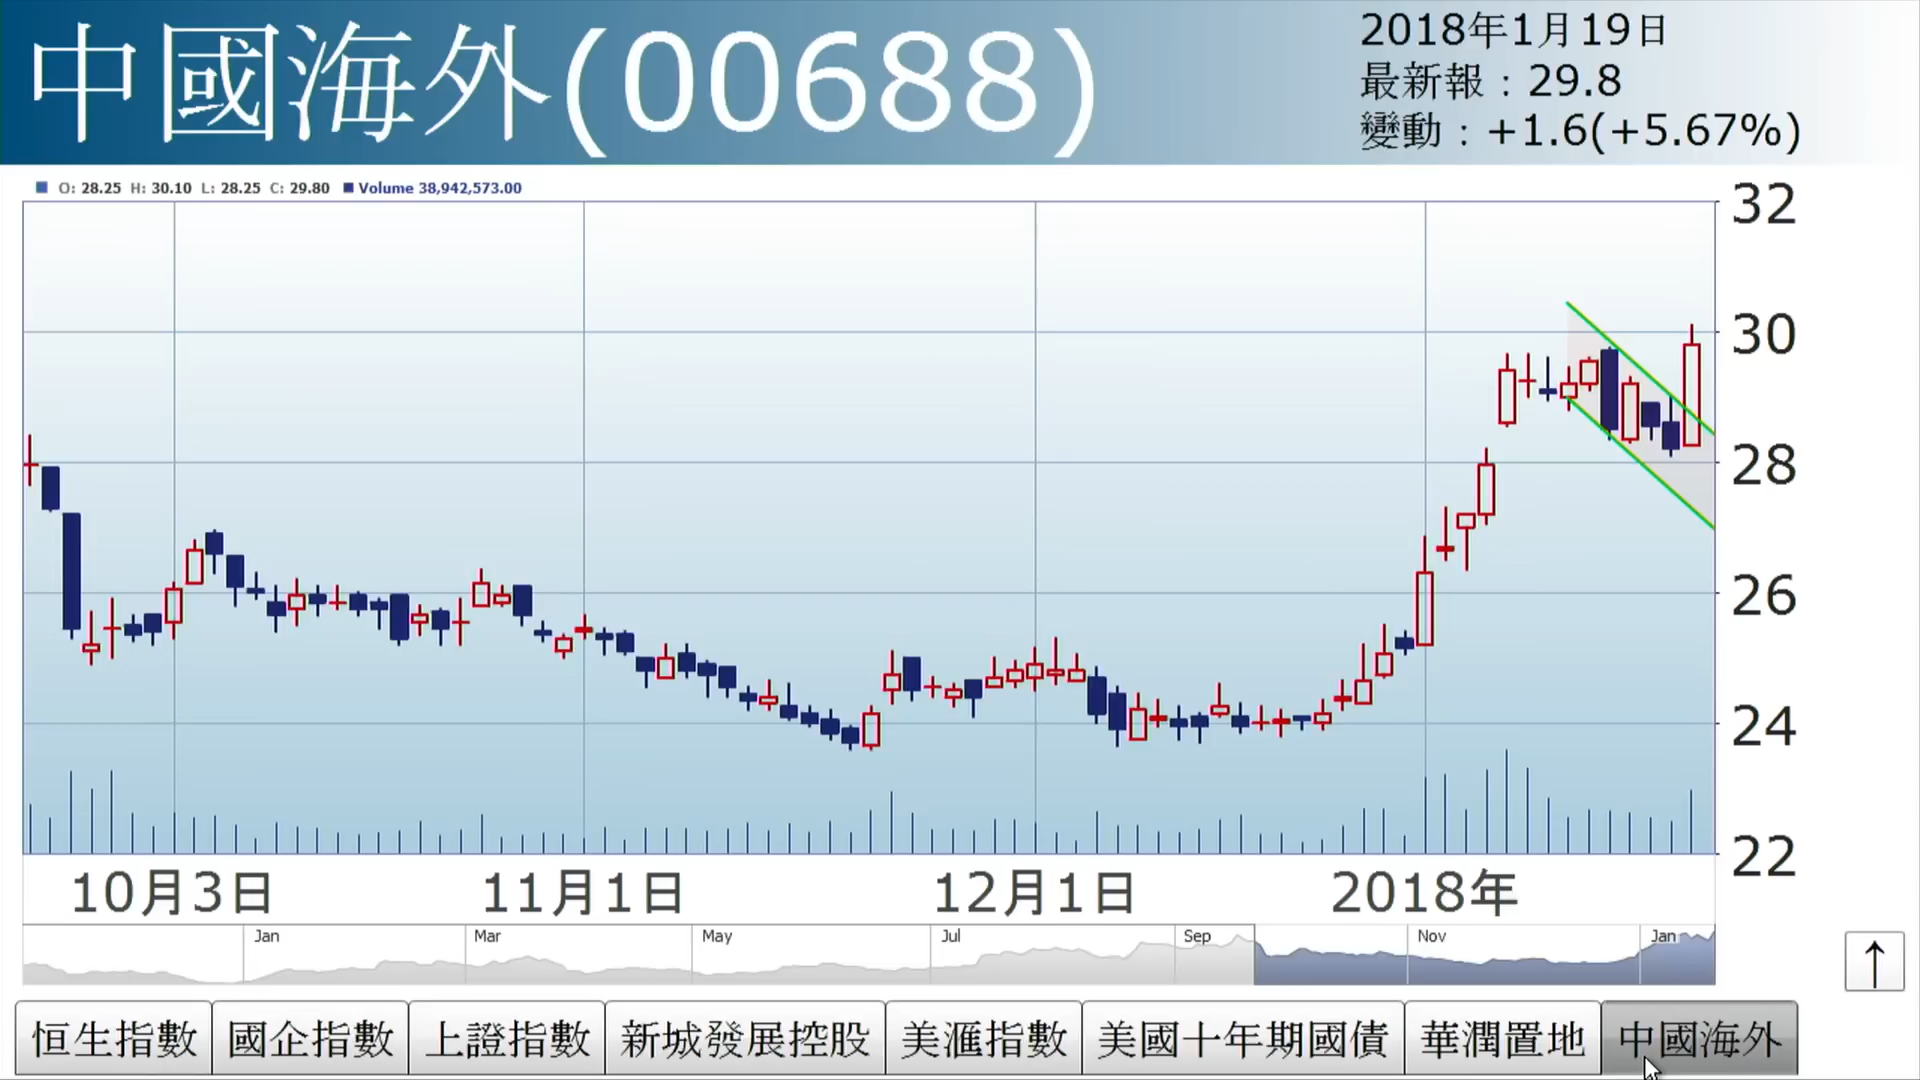 中國海外(00688)
2018年1月19日
最新報：29.8
變動：+1.6(+5.67%)
O: 28.25 H: 30.10 L: 28.25 C: 29.80 Volume 38,942,573.00
32
30
28
26
24
22
10月3日 11月1日 12月1日 2018年
Jan Mar May Jul Sep Nov Jan
↑
恒生指數 國企指數 上證指數 新城發展控股 美滙指數 美國十年期國債 華潤置地 中國海外